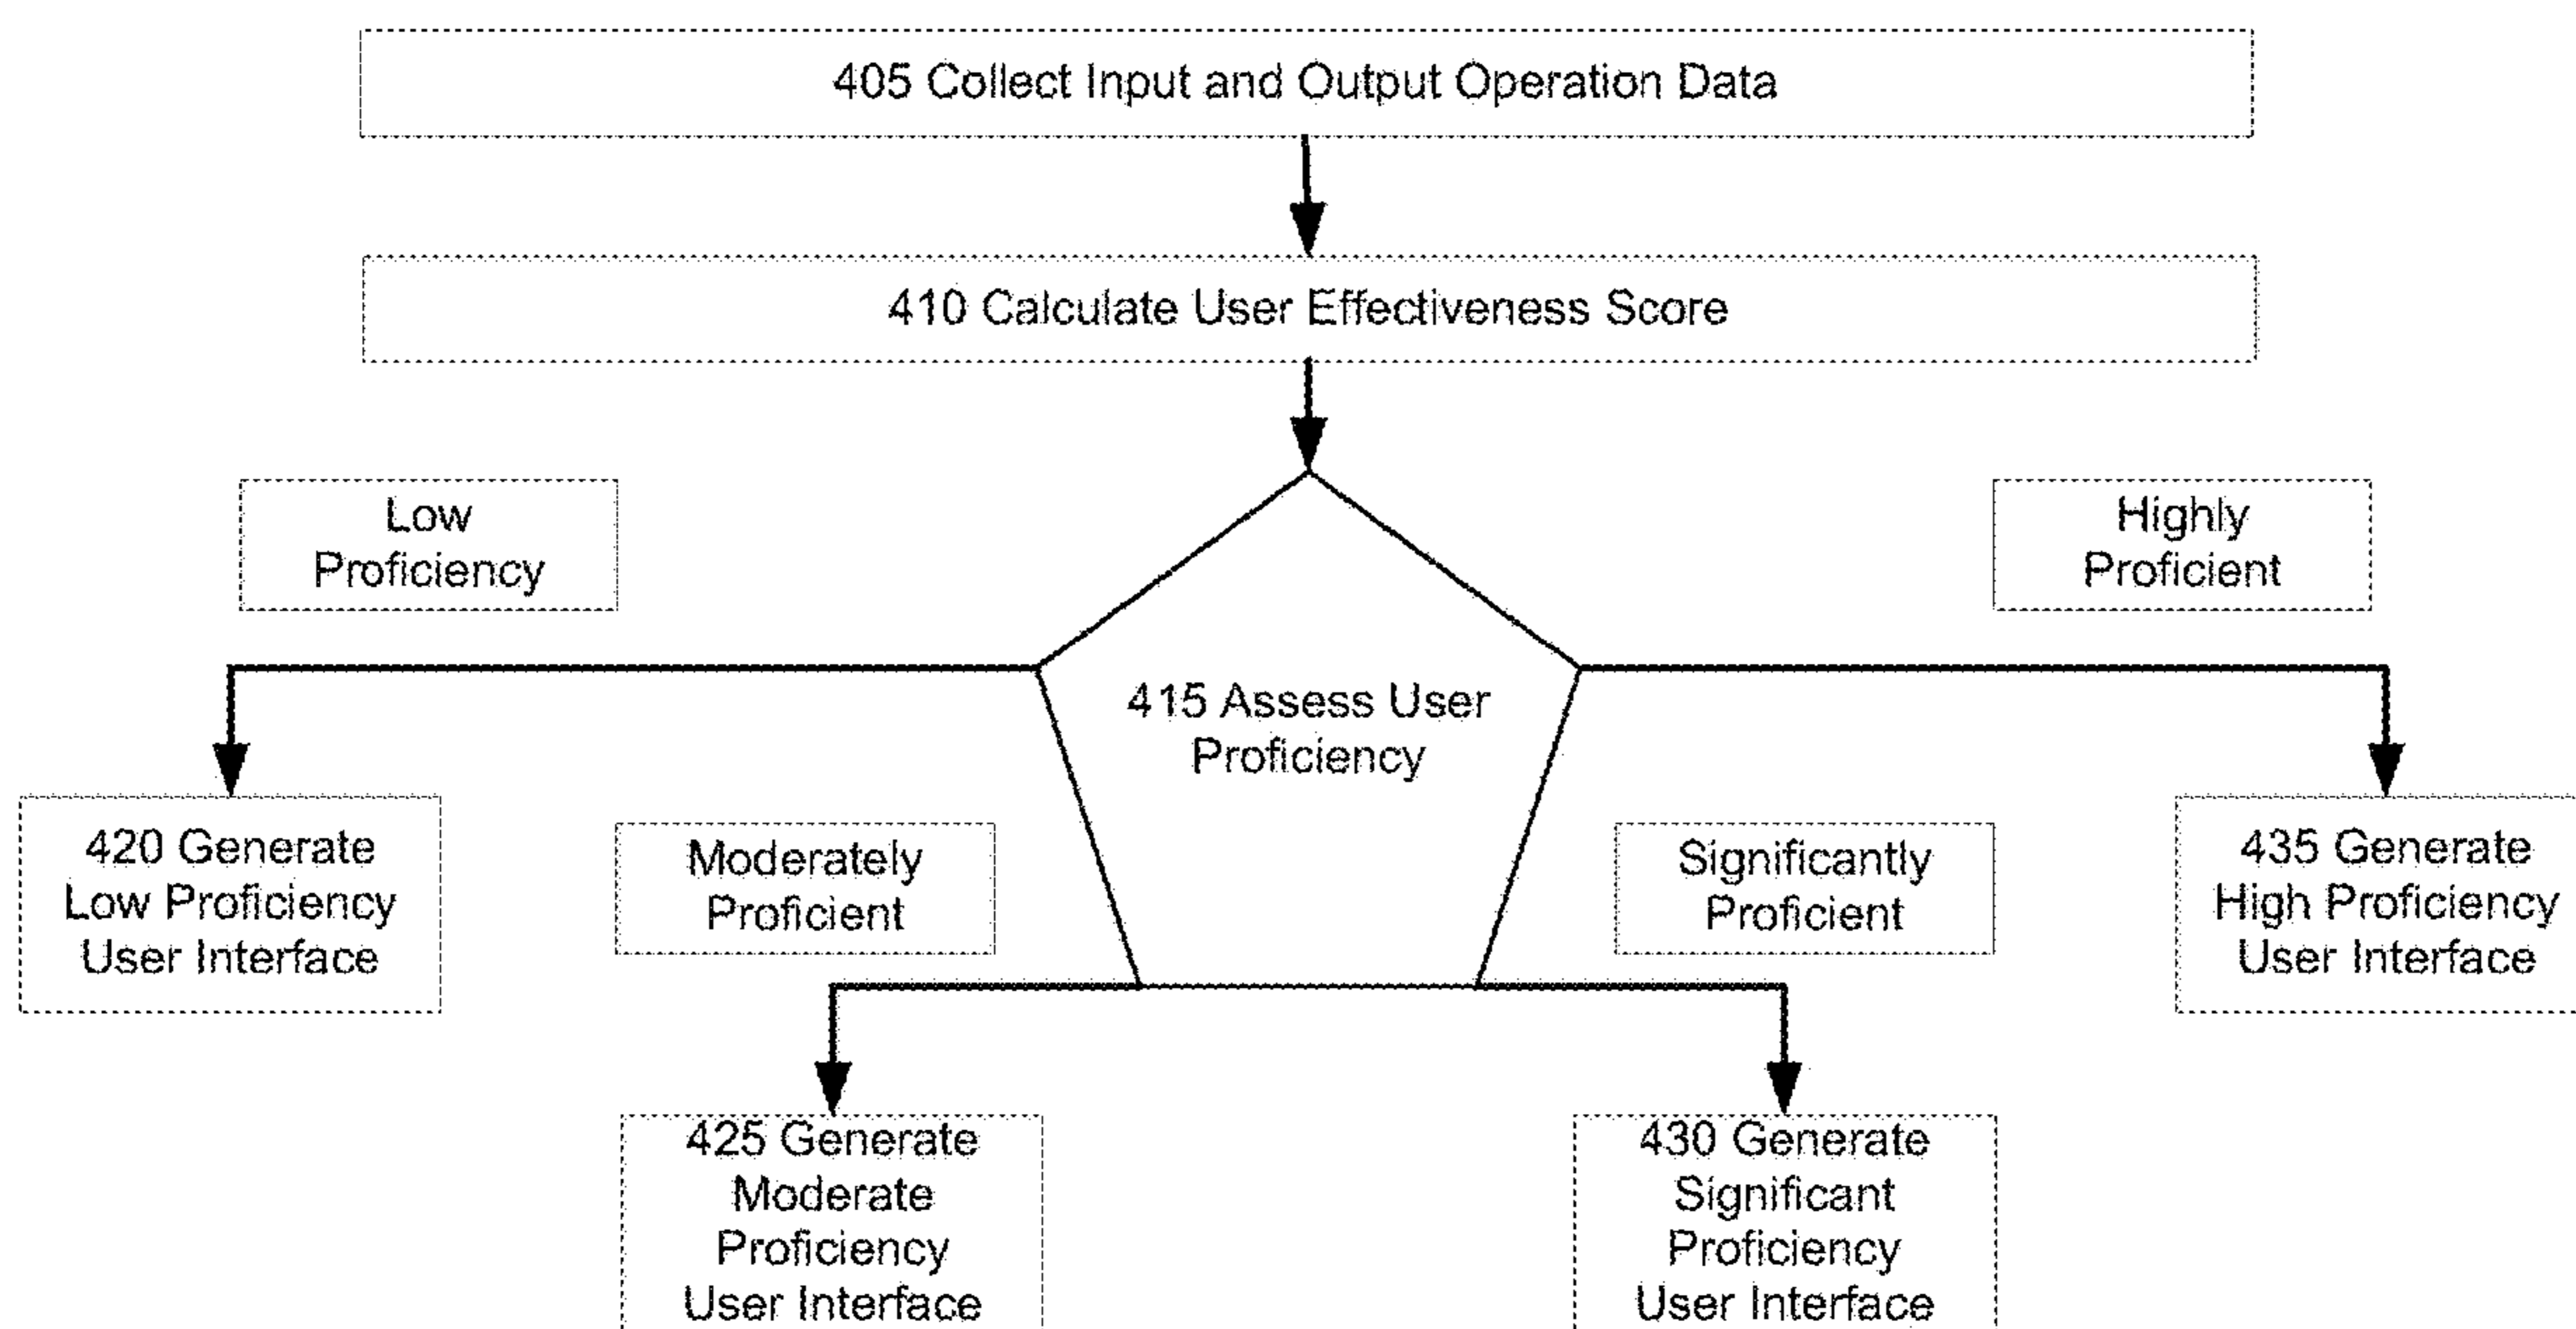 405 Collect Input and Output Operation Data
410 Calculate User Effectiveness Score
Low
Proficiency
Highly
Proficient
415 Assess User
Proficiency
420 Generate
Low Proficiency
User Interface
Moderately
Proficient
Significantly
Proficient
435 Generate
High Proficiency
User Interface
425 Generate
Moderate
Proficiency
User Interface
430 Generate
Significant
Proficiency
User Interface